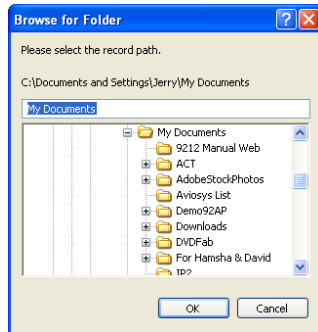 Browse for Folder
Please select the record path.
C:\Documents and Settings\Jerry\My Documents
My Documents
My Documents
9212 Manual Web
ACT
AdobeStockPhotos
Aviosys List
Demo92AP
Downloads
DVDFab
For Hamsha & David
IP2
OK Cancel